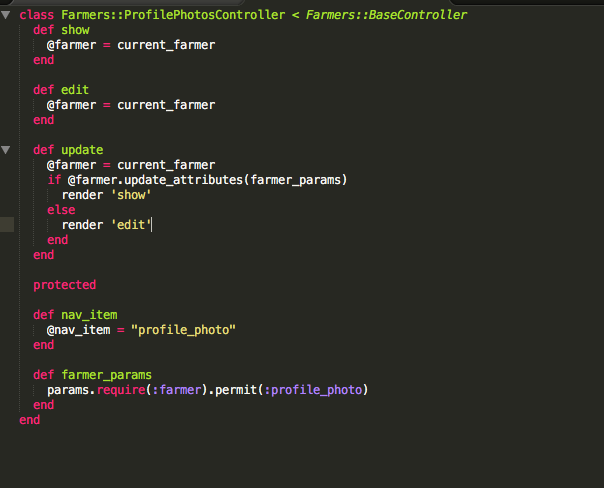 class Farmers::ProfilePhotosController < Farmers::BaseController
  def show
    @farmer = current_farmer
  end

  def edit
    @farmer = current_farmer
  end

  def update
    @farmer = current_farmer
    if @farmer.update_attributes(farmer_params)
      render 'show'
    else
      render 'edit'
    end
  end

  protected

  def nav_item
    @nav_item = "profile_photo"
  end

  def farmer_params
    params.require(:farmer).permit(:profile_photo)
  end
end